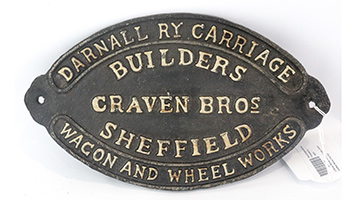 DARNALL RY CARRIAGE
BUILDERS
CRAVEN BROS
SHEFFIELD
WAGON AND WHEEL WORKS